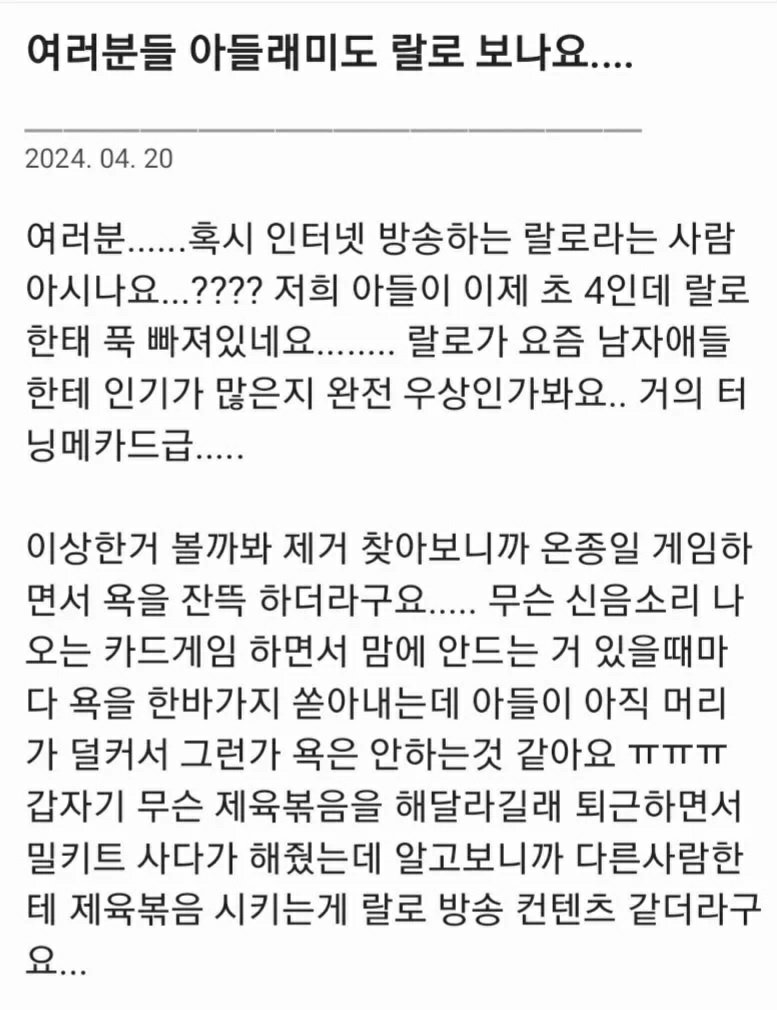 여러분들 아들래미도 랄로 보나요....
2024. 04. 20
여러분......혹시 인터넷 방송하는 랄로라는 사람
아시나요...???? 저희 아들이 이제 초 4인데 랄로
한태 푹 빠져있네요........ 랄로가 요즘 남자애들
한테 인기가 많은지 완전 우상인가봐요.. 거의 터
닝메카드급.....
이상한거 볼까봐 제거 찾아보니까 온종일 게임하
면서 욕을 잔뜩 하더라구요..... 무슨 신음소리 나
오는 카드게임 하면서 맘에 안드는 거 있을때마
다 욕을 한바가지 쏟아내는데 아들이 아직 머리
가 덜커서 그런가 욕은 안하는것 같아요 ㅠㅠㅠ
갑자기 무슨 제육볶음을 해달라길래 퇴근하면서
밀키트 사다가 해줬는데 알고보니까 다른사람한
테 제육볶음 시키는게 랄로 방송 컨텐츠 같더라구
요...